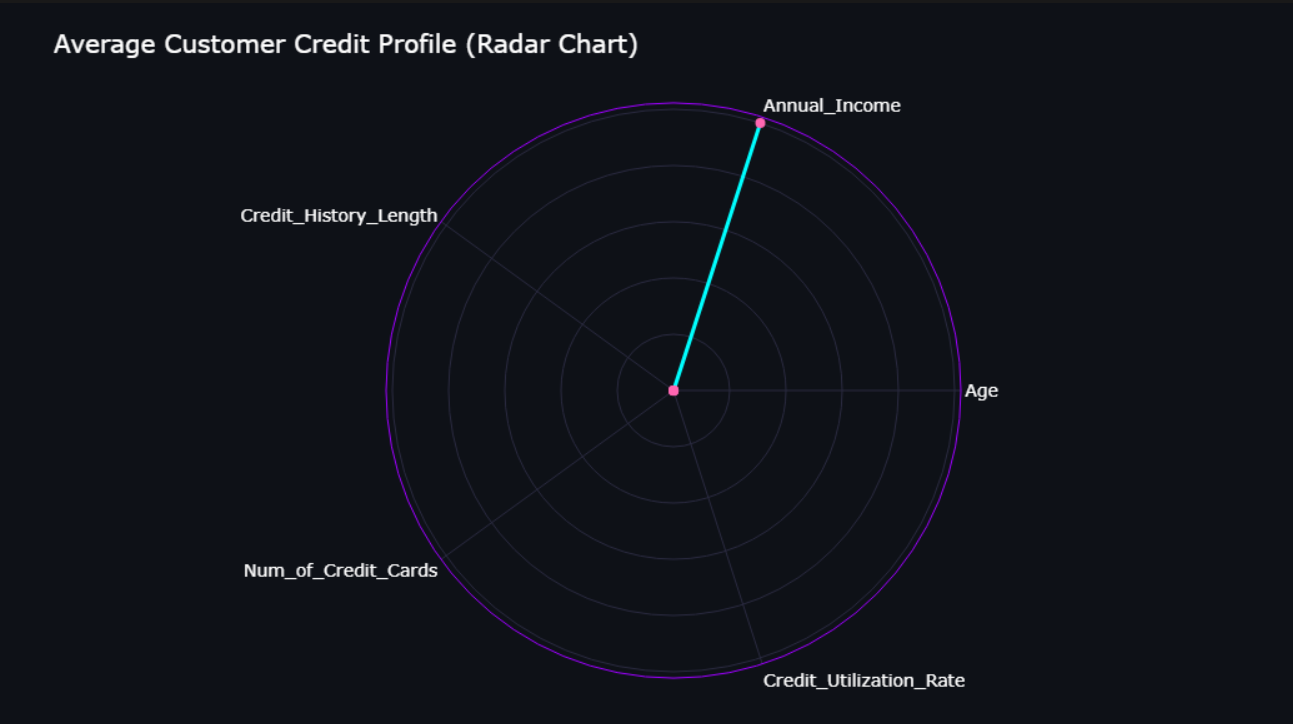 Average Customer Credit Profile (Radar Chart)
Annual_Income
Credit_History_Length
Age
Num_of_Credit_Cards
Credit_Utilization_Rate